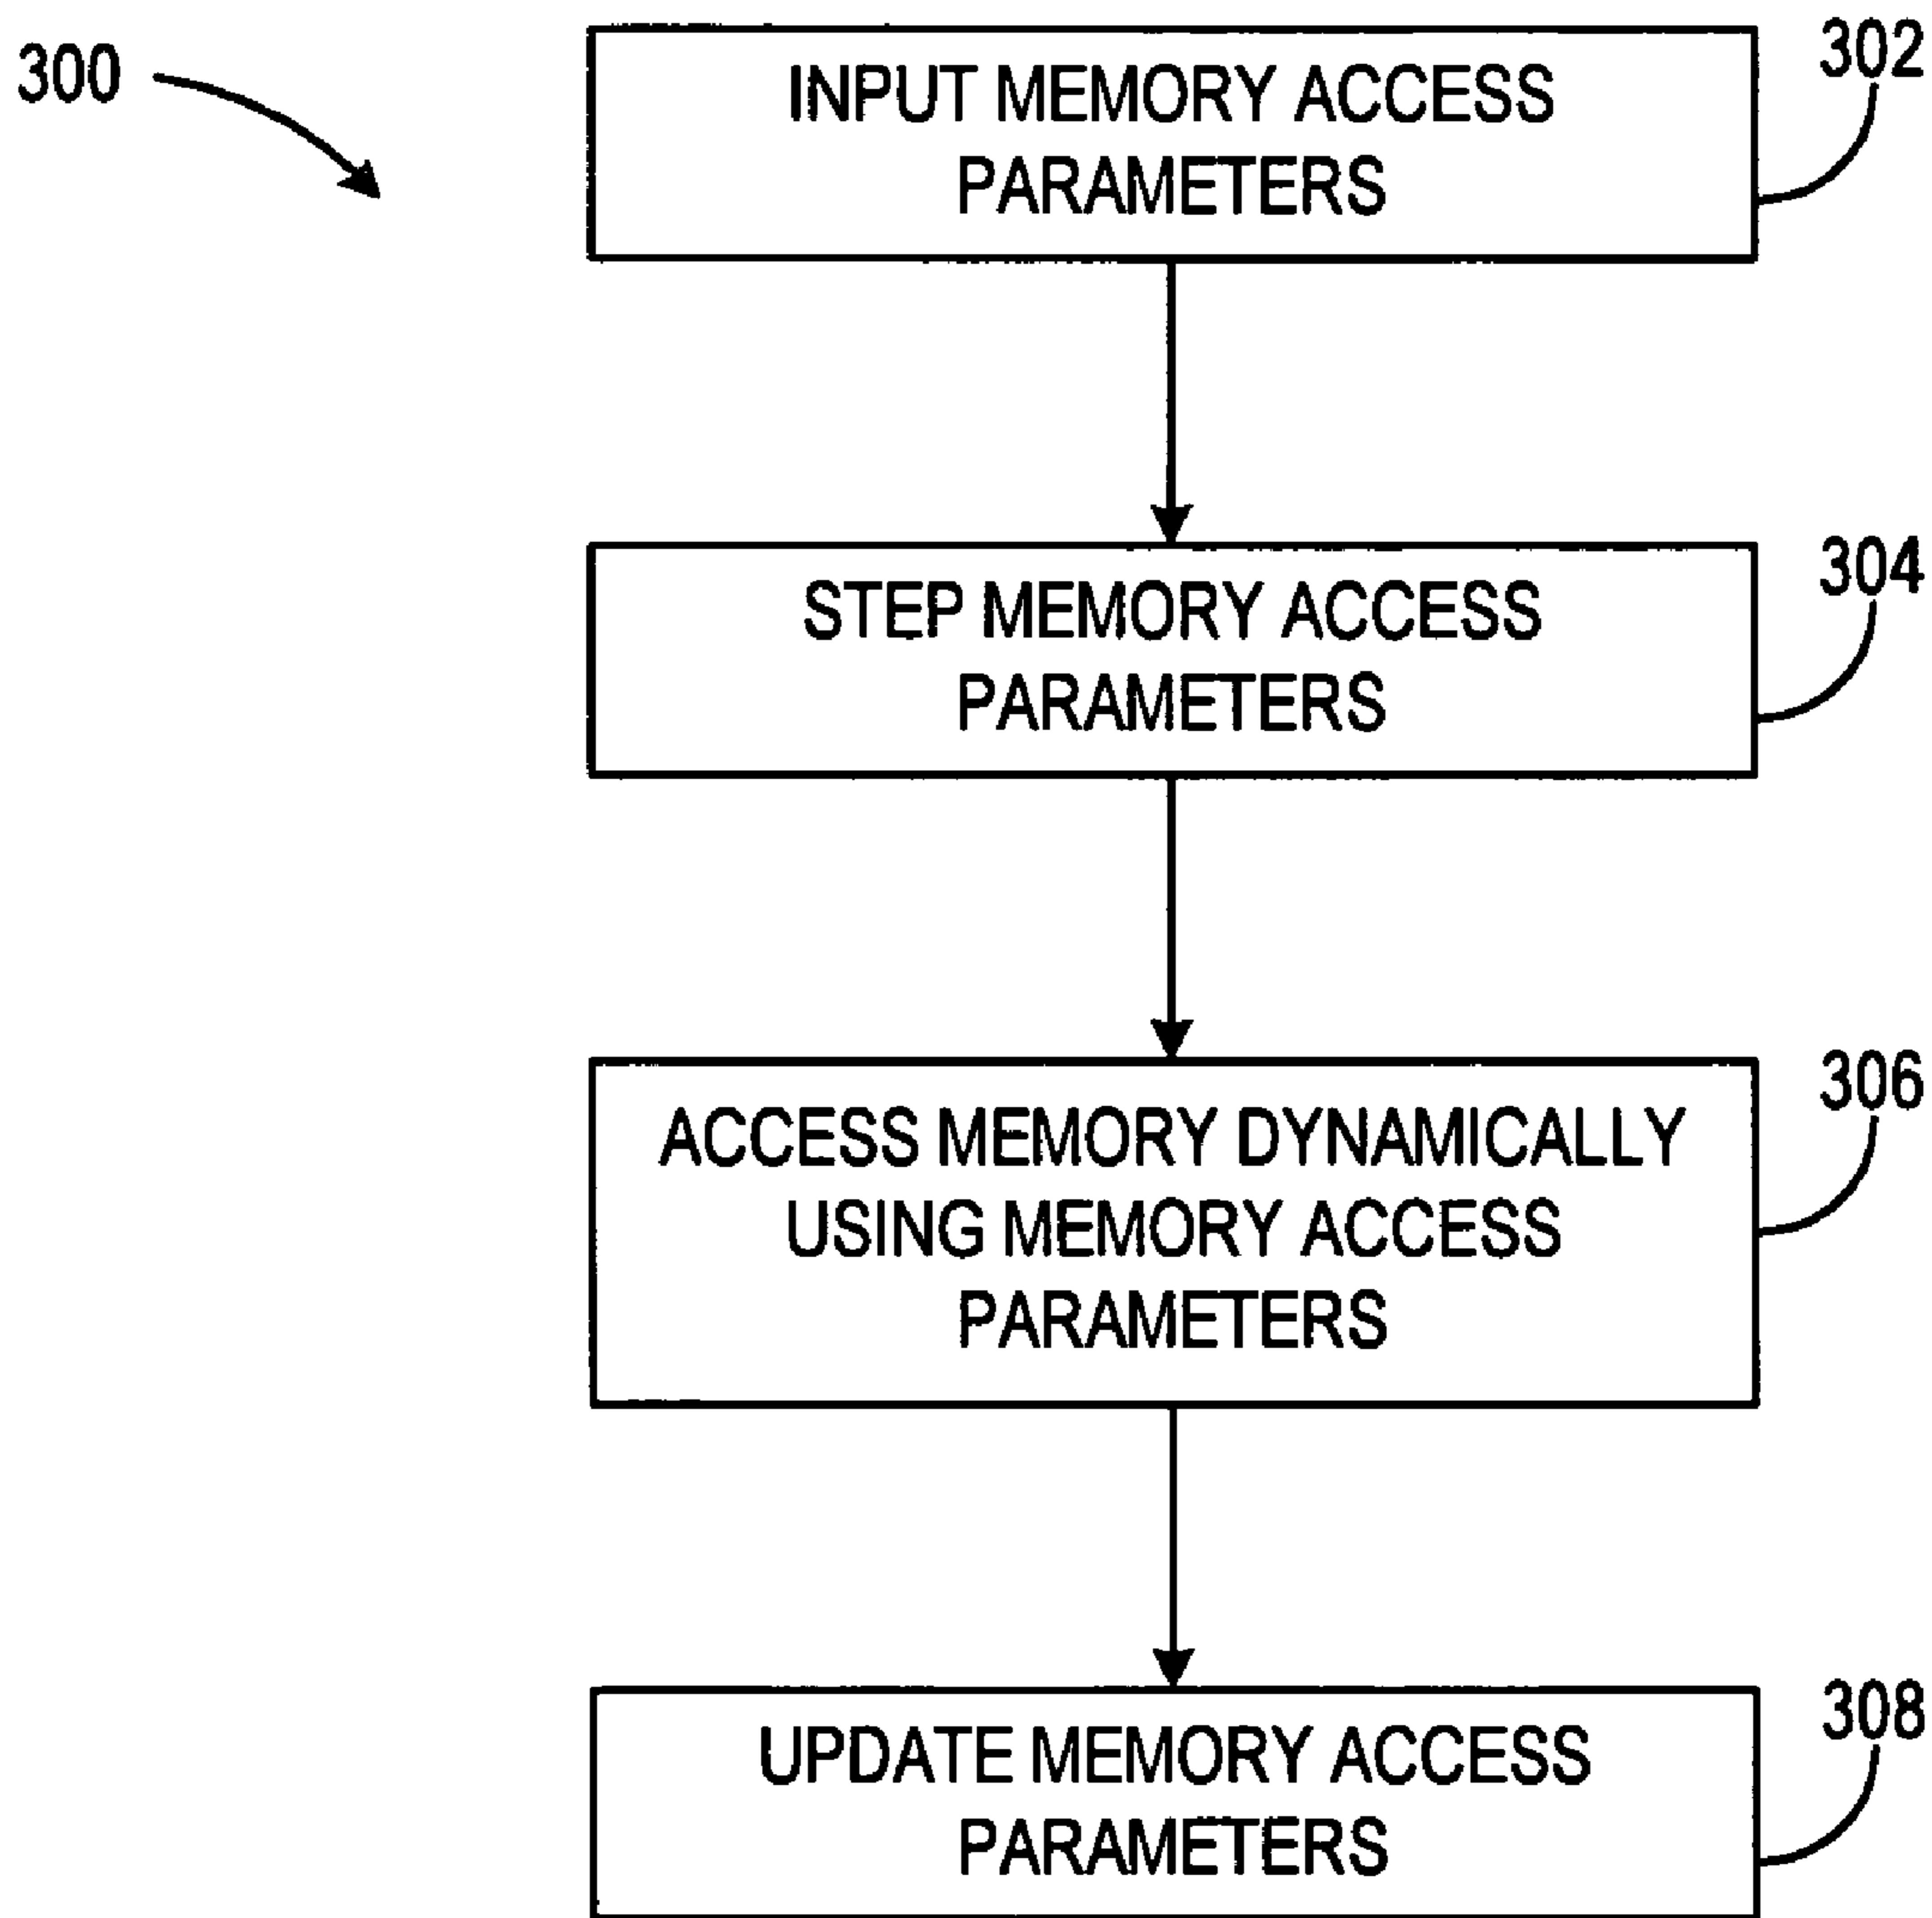 300
302
INPUT MEMORY ACCESS
PARAMETERS
304
STEP MEMORY ACCESS
PARAMETERS
306
ACCESS MEMORY DYNAMICALLY
USING MEMORY ACCESS
PARAMETERS
308
UPDATE MEMORY ACCESS
PARAMETERS